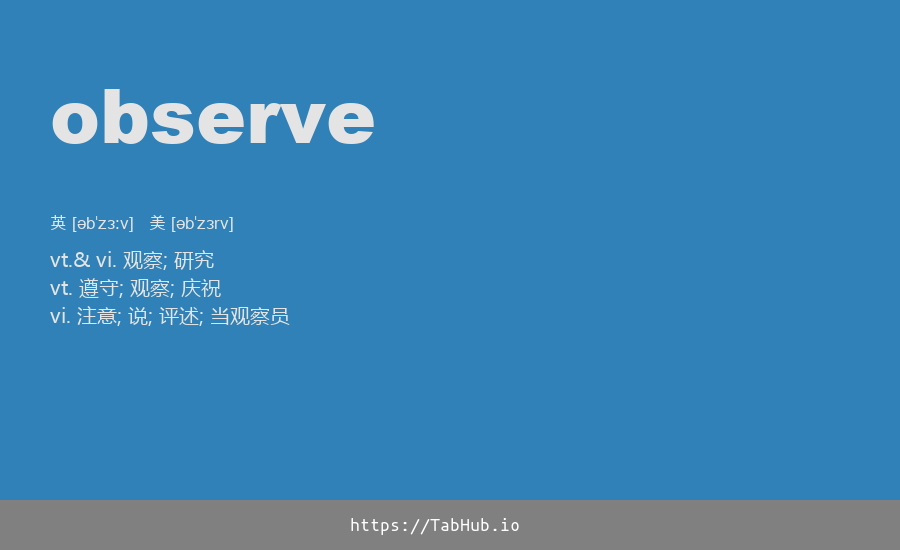 observe
英 [əbˈzɜːv] 美 [əbˈzɜrv]
vt.& vi. 观察; 研究
vt. 遵守; 观察; 庆祝
vi. 注意; 说; 评述; 当观察员
https://TabHub.io